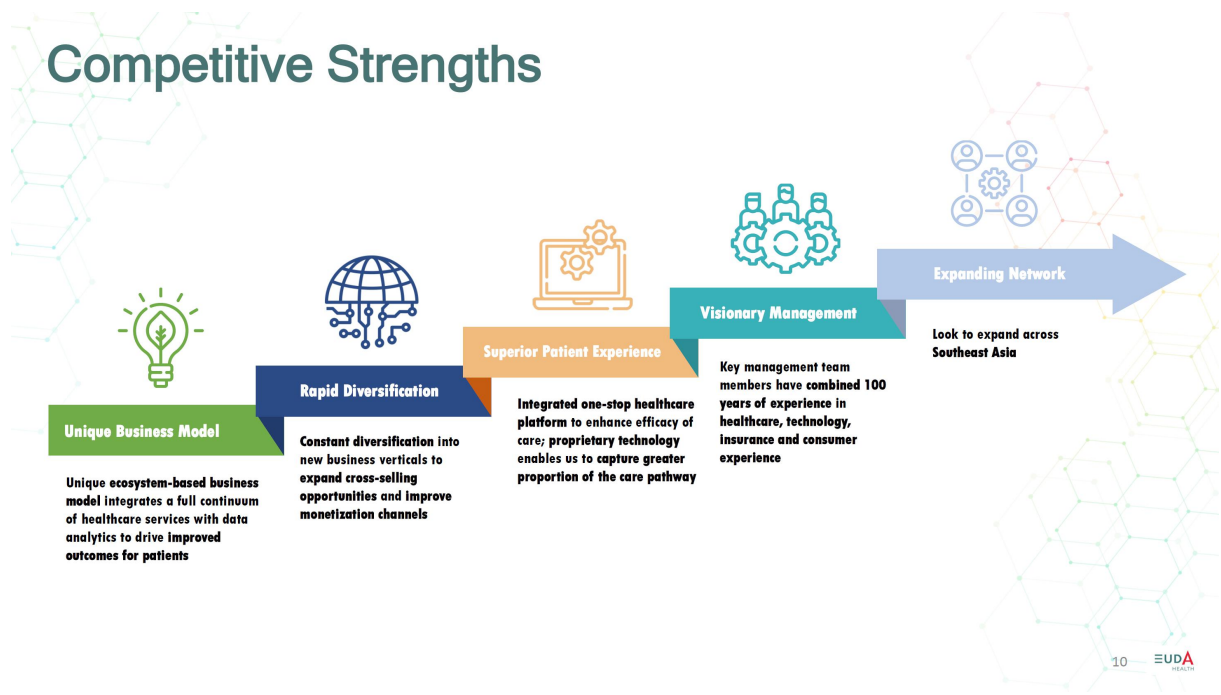 Competitive Strengths
Unique Business Model
Unique ecosystem-based business
model integrates a full continuum
of healthcare services with data
analytics to drive improved
outcomes for patients
Rapid Diversification
Constant diversification into
new business verticals to
expand cross-selling
opportunities and improve
monetization channels
Superior Patient Experience
Integrated one-stop healthcare
platform to enhance efficacy of
care; proprietary technology
enables us to capture greater
proportion of the care pathway
Visionary Management
Key management team
members have combined 100
years of experience in
healthcare, technology,
insurance and consumer
experience
Expanding Network
Look to expand across
Southeast Asia
10
EUDA
HEALTH